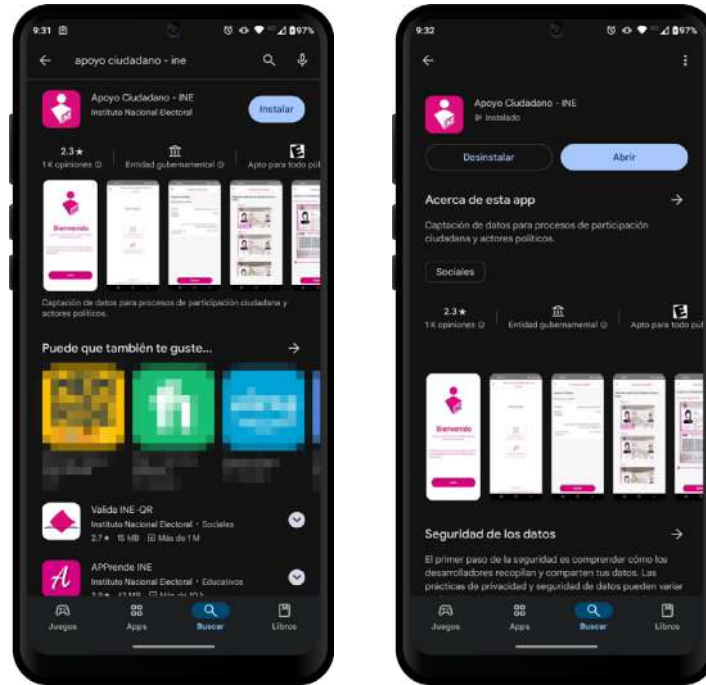 9:31
97%
apoyo ciudadano - ine
Apoyo Ciudadano - INE
Instituto Nacional Electoral
Instalar
2.3★
1 K opiniones
Entidad gubernamental
Apto para todo púl
Bienvenido
Captación de datos para procesos de participación ciudadana y
actores políticos.
Puede que también te guste...
Valida INE-QR
Instituto Nacional Electoral • Sociales
2.7★ 15 MB Más de 1 M
APPrende INE
Instituto Nacional Electoral • Educativos
Juegos
Apps
Buscar
Libros
9:32
97%
Apoyo Ciudadano - INE
Instalado
Desinstalar
Abrir
Acerca de esta app
Captación de datos para procesos de participación
ciudadana y actores políticos.
Sociales
2.3★
1 K opiniones
Entidad gubernamental
Apto para todo púl
Bienvenido
Seguridad de los datos
El primer paso de la seguridad es comprender cómo los
desarrolladores recopilan y comparten tus datos. Las
prácticas de privacidad y seguridad de datos pueden variar
Juegos
Apps
Buscar
Libros